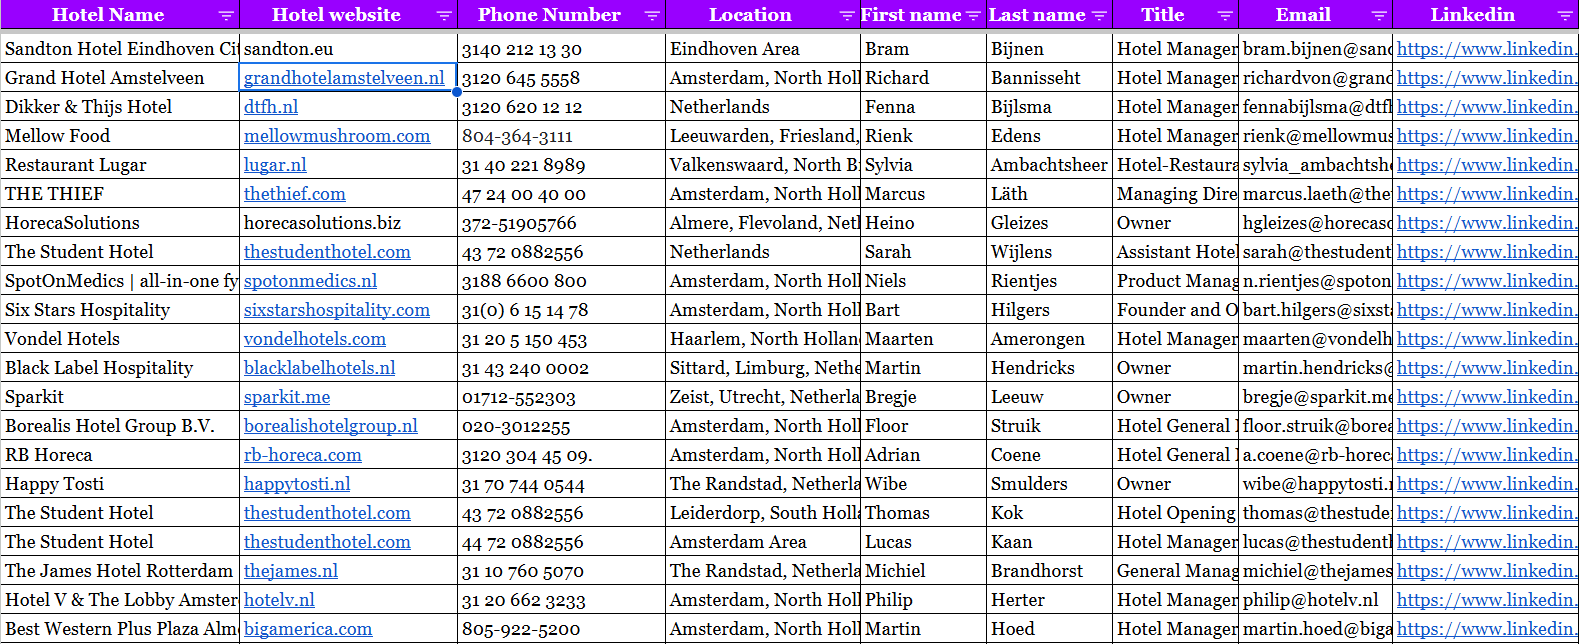 Hotel Name Hotel website Phone Number Location First name Last name Title Email Linkedin
Sandton Hotel Eindhoven Cit sandton.eu 3140 212 13 30 Eindhoven Area Bram Bijnen Hotel Manager bram.bijnen@sand https://www.linkedin.
Grand Hotel Amstelveen grandhotelamstelveen.nl 3120 645 5558 Amsterdam, North Holl Richard Bannisseht Hotel Manager richardvon@grand https://www.linkedin.
Dikker & Thijs Hotel dtfh.nl 3120 620 12 12 Netherlands Fenna Bijlsma Hotel Manager fennabijlsma@dtfh https://www.linkedin.
Mellow Food mellowmushroom.com 804-364-3111 Leeuwarden, Friesland, Rienk Edens Hotel Manager rienk@mellowmus https://www.linkedin.
Restaurant Lugar lugar.nl 31 40 221 8989 Valkenswaard, North B Sylvia Ambachtsheer Hotel-Restaura sylvia_ambachtsh https://www.linkedin.
THE THIEF thethief.com 47 24 00 40 00 Amsterdam, North Holl Marcus Läth Managing Dire marcus.laeth@the https://www.linkedin.
HorecaSolutions horecasolutions.biz 372-51905766 Almere, Flevoland, Net Heino Gleizes Owner hgleizes@horecaso https://www.linkedin.
The Student Hotel thestudenthotel.com 43 72 0882556 Netherlands Sarah Wijlens Assistant Hotel sarah@thestudent https://www.linkedin.
SpotOnMedics | all-in-one fy spotonmedics.nl 3188 6600 800 Amsterdam, North Holl Niels Rientjes Product Manag n.rientjes@spoton https://www.linkedin.
Six Stars Hospitality sixstarshospitality.com 31(0) 6 15 14 78 Amsterdam, North Holl Bart Hilgers Founder and O bart.hilgers@sixsta https://www.linkedin.
Vondel Hotels vondelhotels.com 31 20 5 150 453 Haarlem, North Hollan Maarten Amerongen Hotel Manager maarten@vondelh https://www.linkedin.
Black Label Hospitality blacklabelhotels.nl 31 43 240 0002 Sittard, Limburg, Nethe Martin Hendricks Owner martin.hendricks@ https://www.linkedin.
Sparkit sparkit.me 01712-552303 Zeist, Utrecht, Netherla Bregje Leeuw Owner bregje@sparkit.me https://www.linkedin.
Borealis Hotel Group B.V. borealishotelgroup.nl 020-3012255 Amsterdam, North Holl Floor Struik Hotel General floor.struik@borea https://www.linkedin.
RB Horeca rb-horeca.com 3120 304 45 09. Amsterdam, North Holl Adrian Coene Hotel General a.coene@rb-horec https://www.linkedin.
Happy Tosti happytosti.nl 31 70 744 0544 The Randstad, Netherla Wibe Smulders Owner wibe@happytosti.n https://www.linkedin.
The Student Hotel thestudenthotel.com 43 72 0882556 Leiderdorp, South Holla Thomas Kok Hotel Opening thomas@thestude https://www.linkedin.
The Student Hotel thestudenthotel.com 44 72 0882556 Amsterdam Area Lucas Kaan Hotel Manager lucas@thestudent https://www.linkedin.
The James Hotel Rotterdam thejames.nl 31 10 760 5070 The Randstad, Netherla Michiel Brandhorst General Manag michiel@thejames https://www.linkedin.
Hotel V & The Lobby Amster hotelv.nl 31 20 662 3233 Amsterdam, North Holl Philip Herter Hotel Manager philip@hotelv.nl https://www.linkedin.
Best Western Plus Plaza Alm bigamerica.com 805-922-5200 Amsterdam, North Holl Martin Hoed Hotel Manager martin.hoed@biga https://www.linkedin.